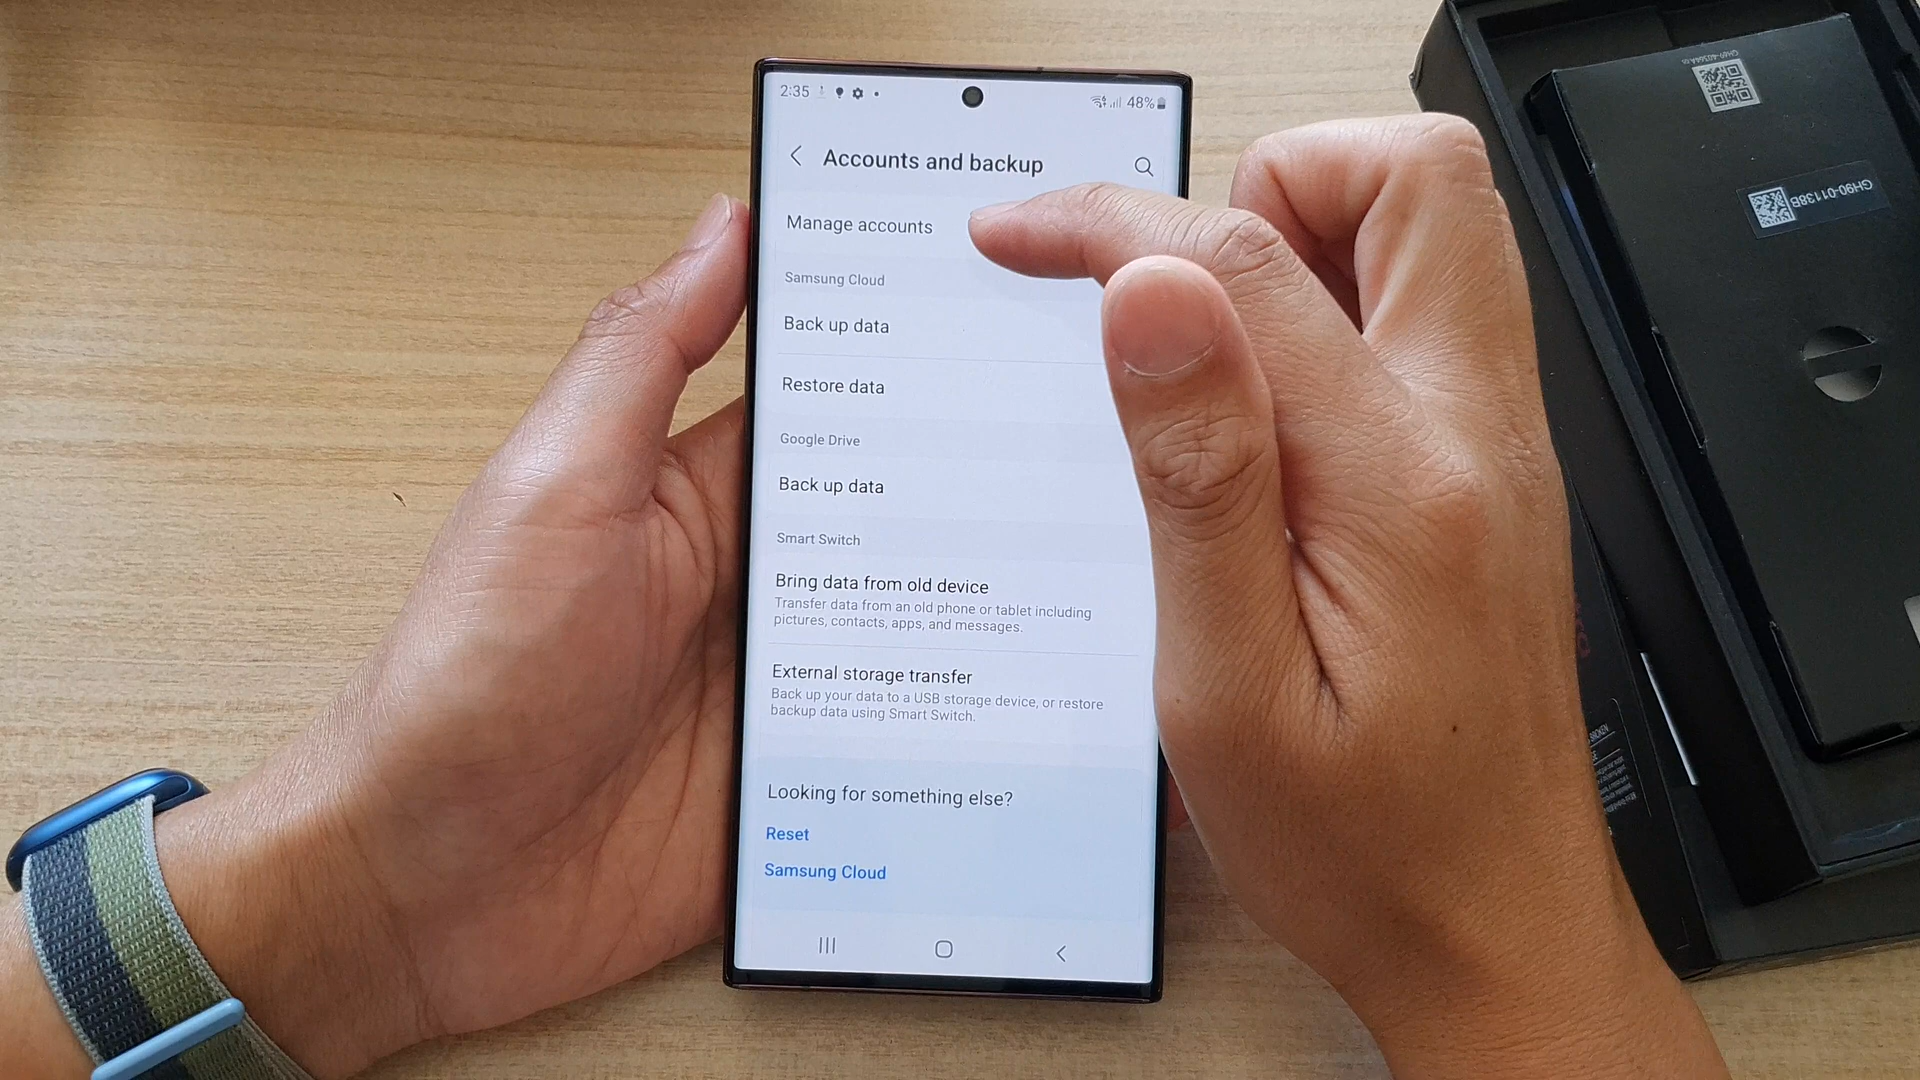 2:35
48%
Accounts and backup
Manage accounts
Samsung Cloud
Back up data
Restore data
Google Drive
Back up data
Smart Switch
Bring data from old device
Transfer data from an old phone or tablet including
pictures, contacts, apps, and messages.
External storage transfer
Back up your data to a USB storage device, or restore
backup data using Smart Switch.
Looking for something else?
Reset
Samsung Cloud
GH90-01138B